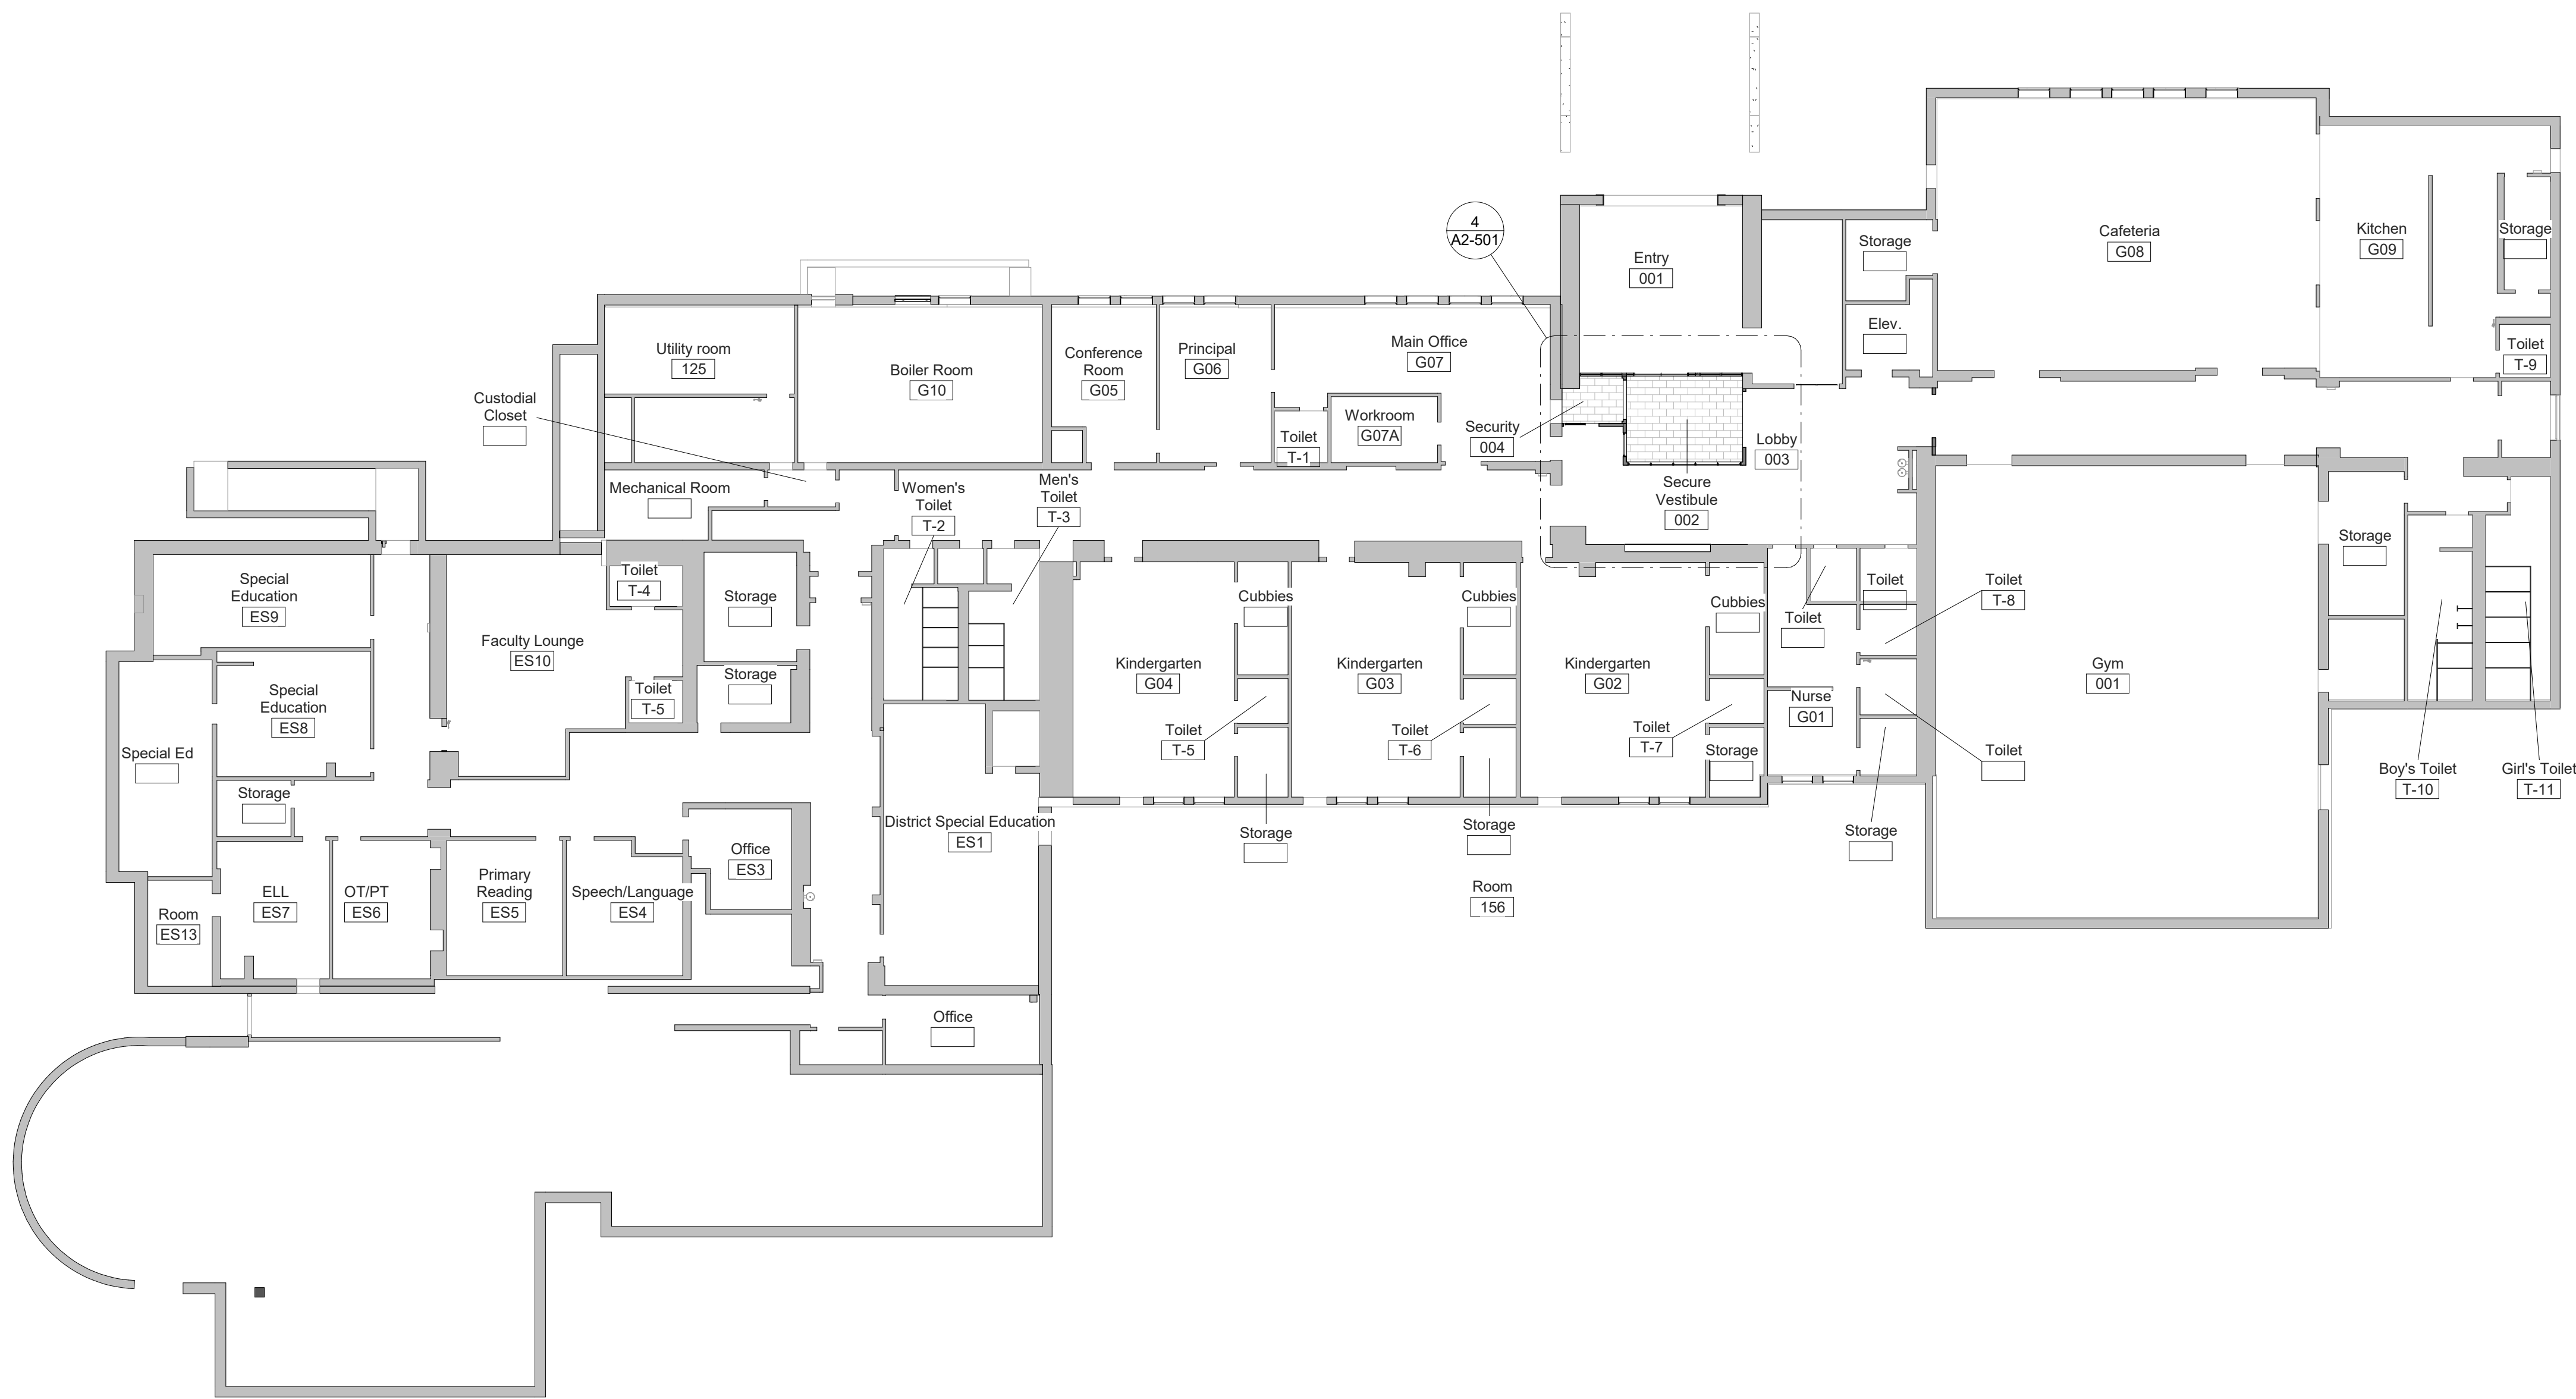 4
A2-501
Entry
001
Storage
Elev.
Cafeteria
G08
Kitchen
G09
Storage
Toilet
T-9
Utility room
125
Boiler Room
G10
Conference
Room
G05
Principal
G06
Main Office
G07
Toilet
T-1
Workroom
G07A
Security
004
Secure
Vestibule
002
Lobby
003
Custodial
Closet
Mechanical Room
Women's
Toilet
T-2
Men's
Toilet
T-3
Special
Education
ES9
Special
Education
ES8
Special Ed
Storage
Faculty Lounge
ES10
Toilet
T-4
Toilet
T-5
Storage
Storage
Room
ES13
ELL
ES7
OT/PT
ES6
Primary
Reading
ES5
Speech/Language
ES4
Office
ES3
District Special Education
ES1
Office
Kindergarten
G04
Cubbies
Toilet
T-5
Storage
Kindergarten
G03
Cubbies
Toilet
T-6
Storage
Room
156
Kindergarten
G02
Cubbies
Toilet
T-7
Storage
Toilet
Toilet
Toilet
T-8
Nurse
G01
Toilet
Storage
Gym
001
Storage
Boy's Toilet
T-10
Girl's Toilet
T-11